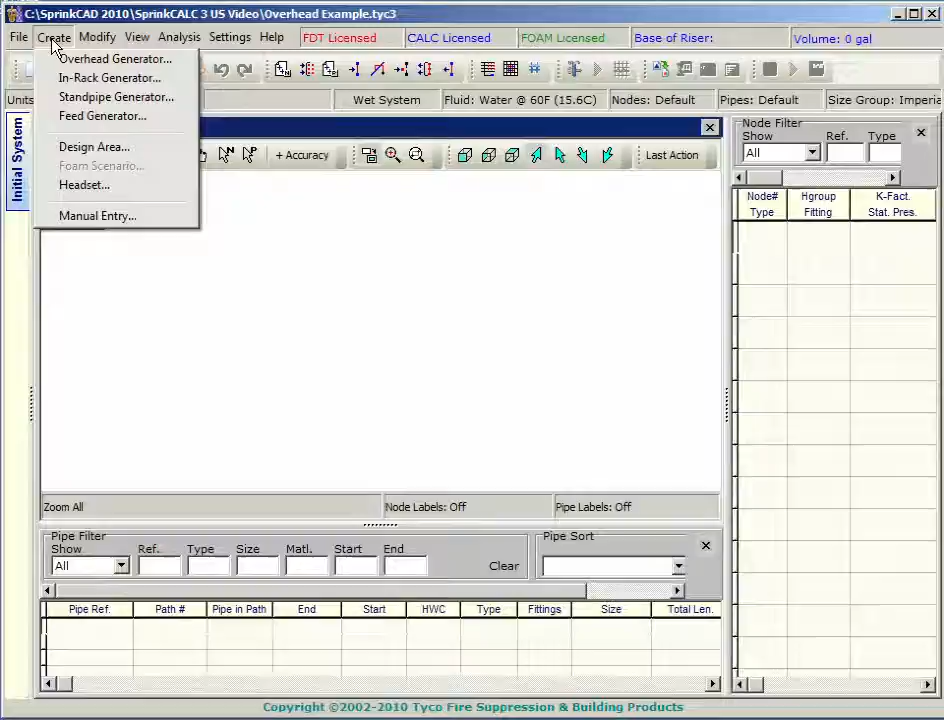 C:\SprinkCAD 2010\SprinkCALC 3 US Video\Overhead Example.tyc3
File Create Modify View Analysis Settings Help FDT Licensed CALC Licensed FOAM Licensed Base of Riser: Volume: 0 gal
Overhead Generator...
In-Rack Generator...
Standpipe Generator...
Feed Generator...
Design Area...
Foam Scenario...
Headset...
Manual Entry...
Units
Wet System Fluid: Water @ 60F (15.6C) Nodes: Default Pipes: Default Size Group: Imperia
Initial System
+ Accuracy
Last Action
Node Filter
Show Ref. Type
All
Node# Hgroup K-Fact.
Type Fitting Stat. Pres.
Zoom All Node Labels: Off Pipe Labels: Off
Pipe Filter
Show Ref. Type Size Matl. Start End
All
Clear
Pipe Sort
Pipe Ref. Path # Pipe in Path End Start HWC Type Fittings Size Total Len.
Copyright ©2002-2010 Tyco Fire Suppression & Building Products